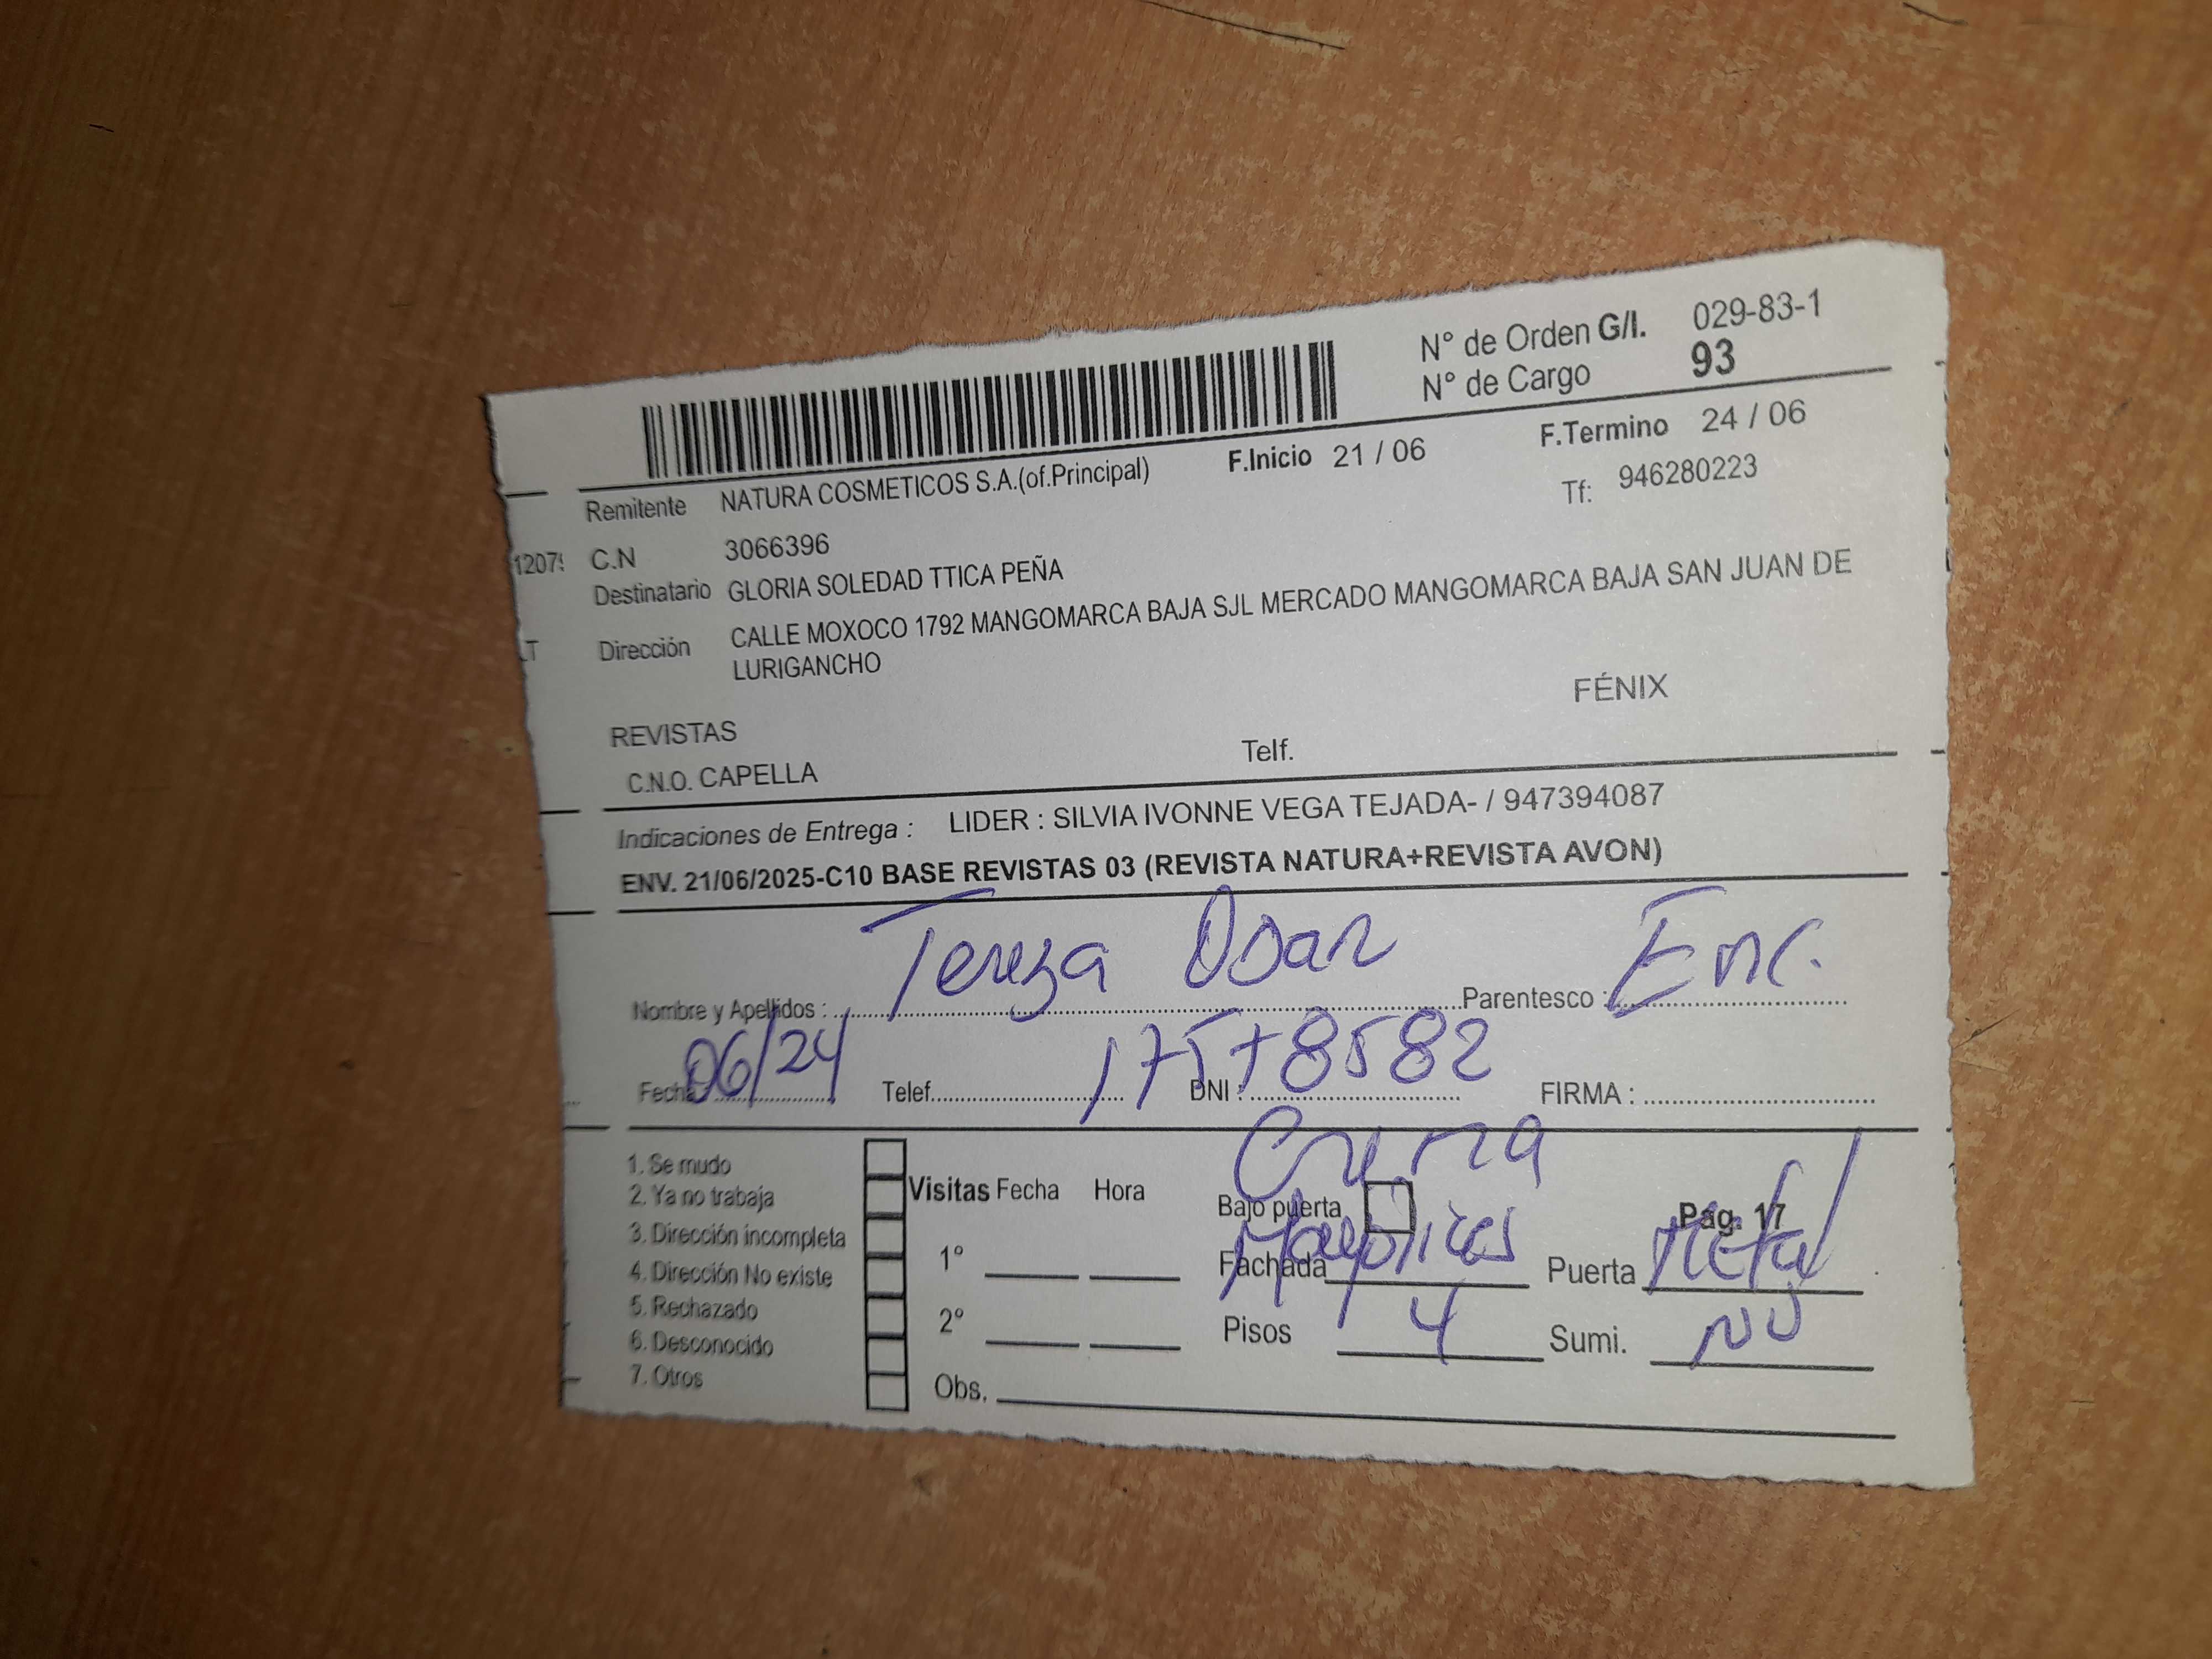 N° de Orden G/I. 029-83-1
N° de Cargo 93
F.Inicio 21 / 06 F.Termino 24 / 06
Remitente NATURA COSMETICOS S.A.(of.Principal) Tf: 946280223
C.N 3066396
Destinatario GLORIA SOLEDAD TTICA PEÑA
Dirección CALLE MOXOCO 1792 MANGOMARCA BAJA SJL MERCADO MANGOMARCA BAJA SAN JUAN DE
LURIGANCHO
FÉNIX
REVISTAS
C.N.O. CAPELLA Telf.
Indicaciones de Entrega : LIDER : SILVIA IVONNE VEGA TEJADA- / 947394087
ENV. 21/06/2025-C10 BASE REVISTAS 03 (REVISTA NATURA+REVISTA AVON)
Nombre y Apellidos : Tereza Parentesco : Enc.
Fecha : 06/24 Telef. DNI : 17578582 FIRMA :
Crema
1. Se mudo
2. Ya no trabaja
3. Dirección incompleta
4. Dirección No existe
5. Rechazado
6. Desconocido
7. Otros
Visitas Fecha Hora
1°
2°
Obs.
Bajo puerta Pag. 17
Fachada Mayolicas Puerta Metal
Pisos 4 Sumi. NO